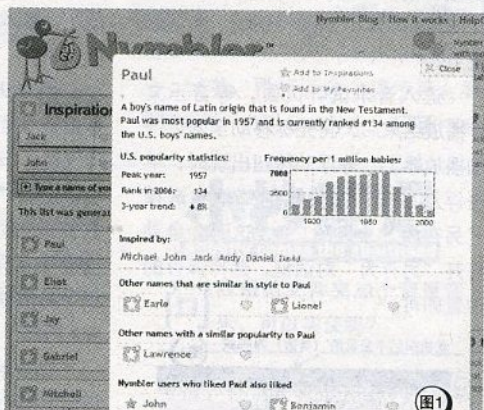 Nymbler Blog | How it works | Help
Nymbler™
Paul
Add to Inspirations
Close
Add to My Favorites
A boy's name of Latin origin that is found in the New Testament.
Paul was most popular in 1957 and is currently ranked #134 among
the U.S. boys' names.
Inspiration
Jack
John
Type a name of you
This list was generat
Paul
Eliot
Jay
Gabriel
Mitchell
U.S. popularity statistics:
Peak year: 1957
Rank in 2006: 134
3-year trend: 8%
Frequency per 1 million babies:
7000
3500
0
1900 1950 2000
Inspired by:
Michael John Jack Andy Daniel David
Other names that are similar in style to Paul
Earle Lionel
Other names with a similar popularity to Paul
Lawrence
Nymbler users who liked Paul also liked
John Benjamin
图1